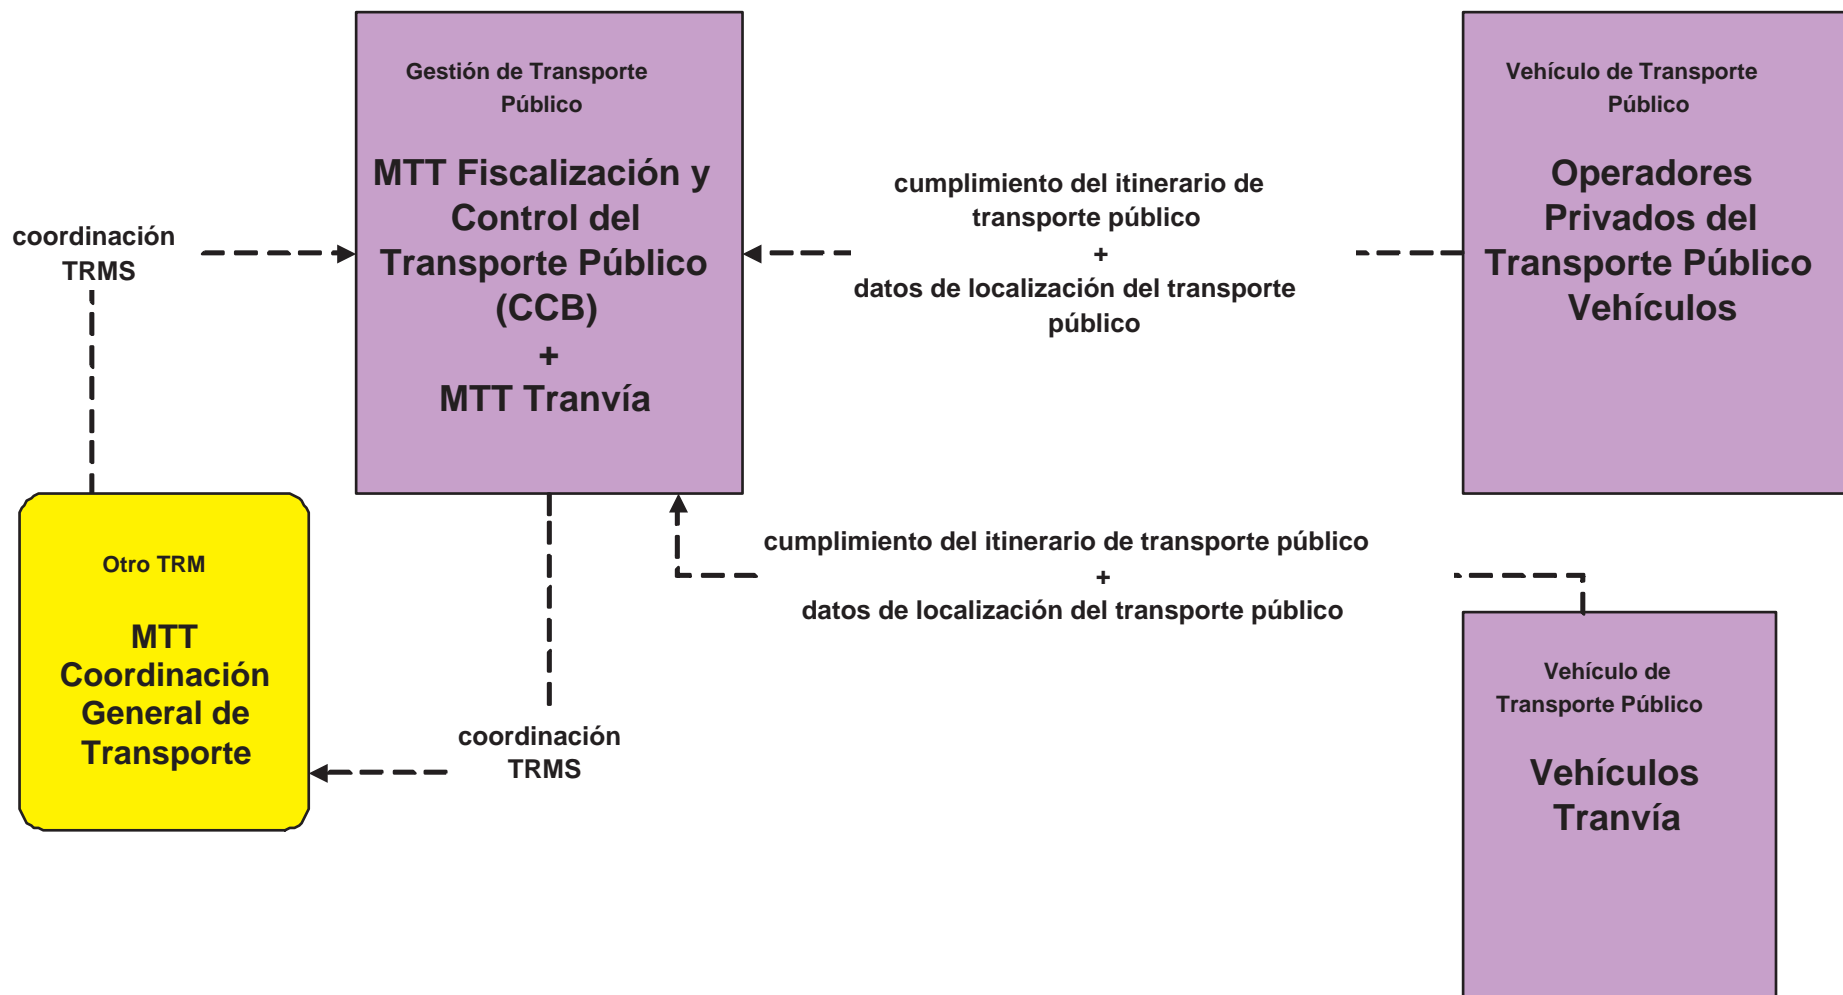 Gestión de Transporte
Público
MTT Fiscalización y
Control del
Transporte Público
(CCB)
+
MTT Tranvía
Vehículo de Transporte
Público
Operadores
Privados del
Transporte Público
Vehículos
cumplimiento del itinerario de
transporte público
+
datos de localización del transporte
público
coordinación
TRMS
Otro TRM
MTT
Coordinación
General de
Transporte
coordinación
TRMS
cumplimiento del itinerario de transporte público
+
datos de localización del transporte público
Vehículo de
Transporte Público
Vehículos
Tranvía